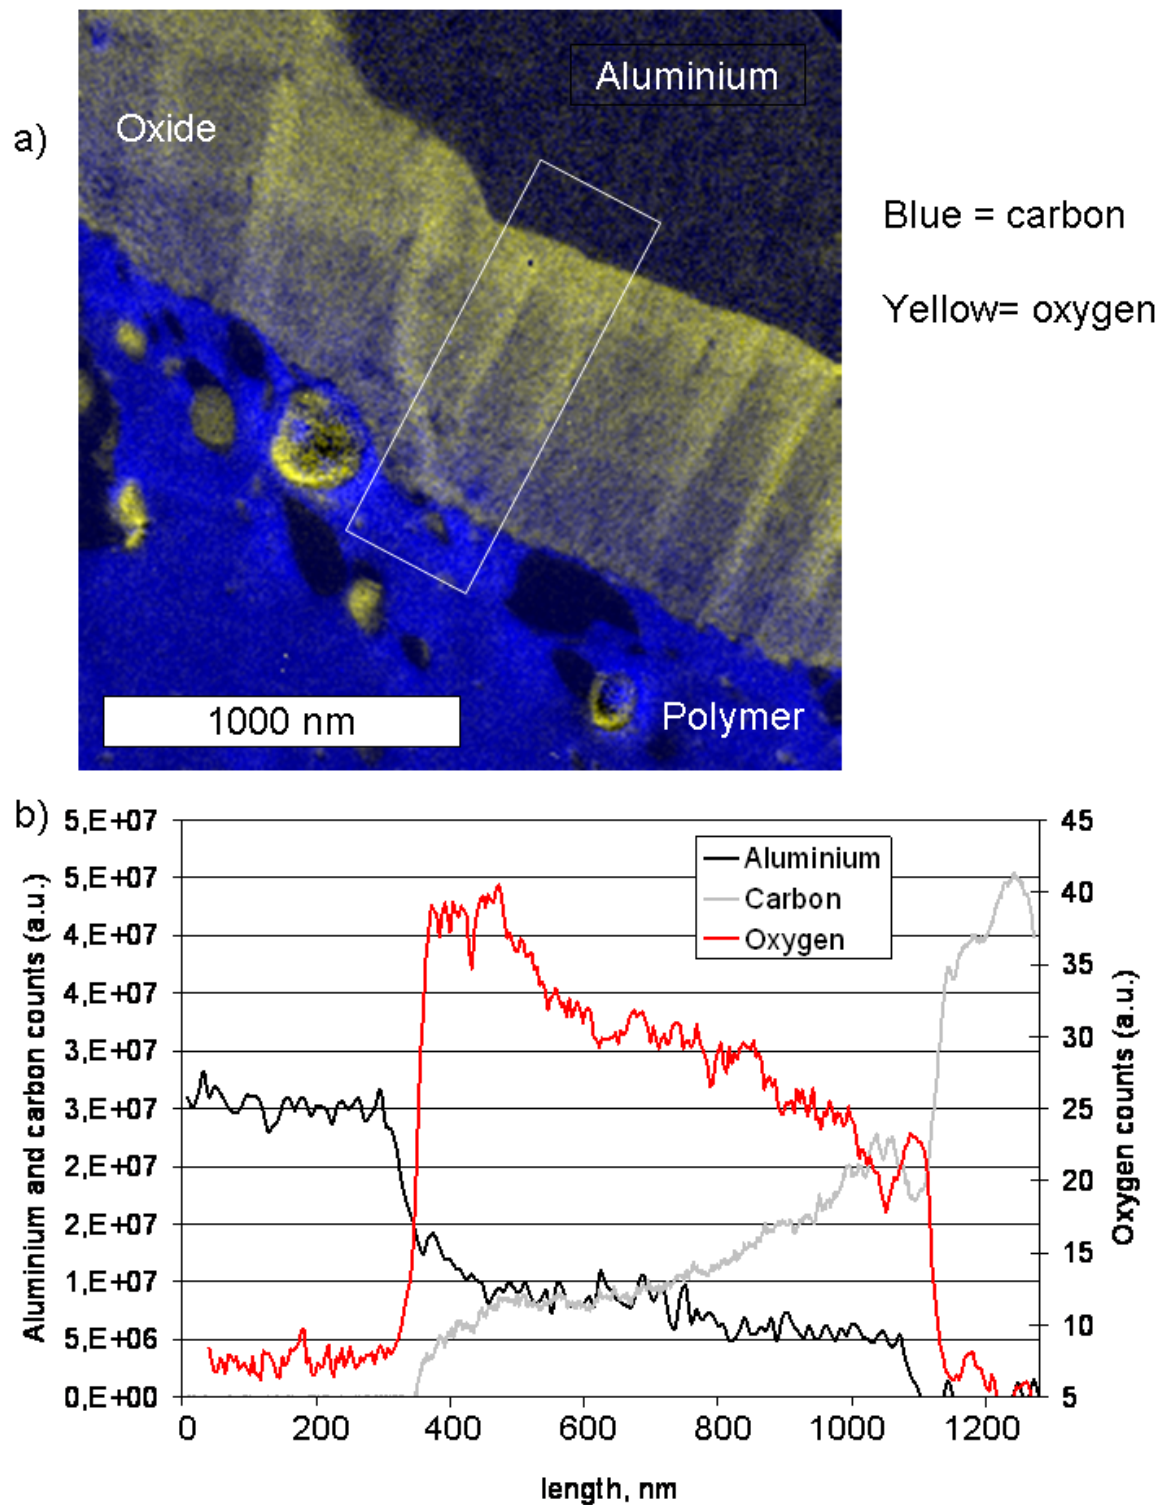 a)
Oxide
Aluminium
Blue = carbon
Yellow= oxygen
1000 nm
Polymer
b)
Aluminium and carbon counts (a.u.)
5,E+07
5,E+07
4,E+07
4,E+07
3,E+07
3,E+07
2,E+07
2,E+07
1,E+07
5,E+06
0,E+00
Aluminium
Carbon
Oxygen
45
40
35
30
25
20
15
10
5
Oxygen counts (a.u.)
0 200 400 600 800 1000 1200
length, nm